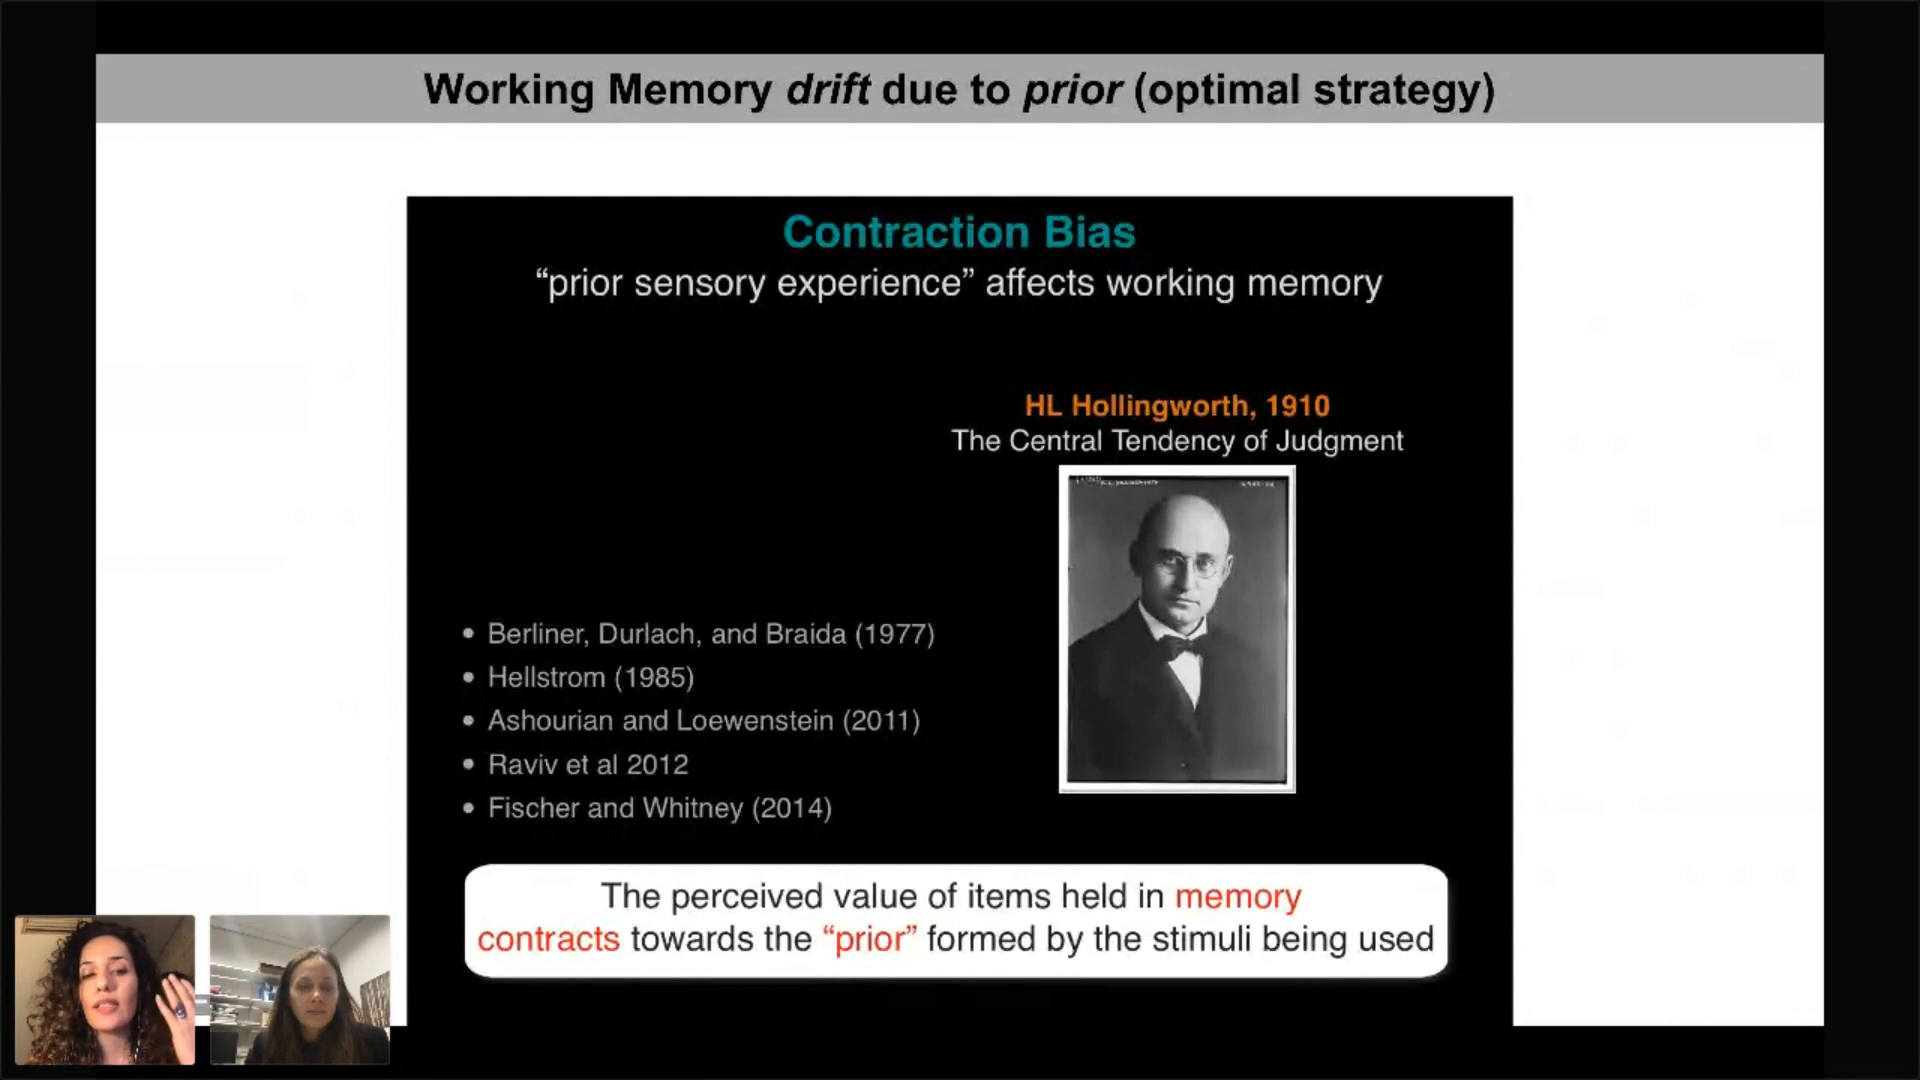 Working Memory drift due to prior (optimal strategy)
Contraction Bias
“prior sensory experience” affects working memory
HL Hollingworth, 1910
The Central Tendency of Judgment
• Berliner, Durlach, and Braida (1977)
• Hellstrom (1985)
• Ashourian and Loewenstein (2011)
• Raviv et al 2012
• Fischer and Whitney (2014)
The perceived value of items held in memory
contracts towards the “prior” formed by the stimuli being used